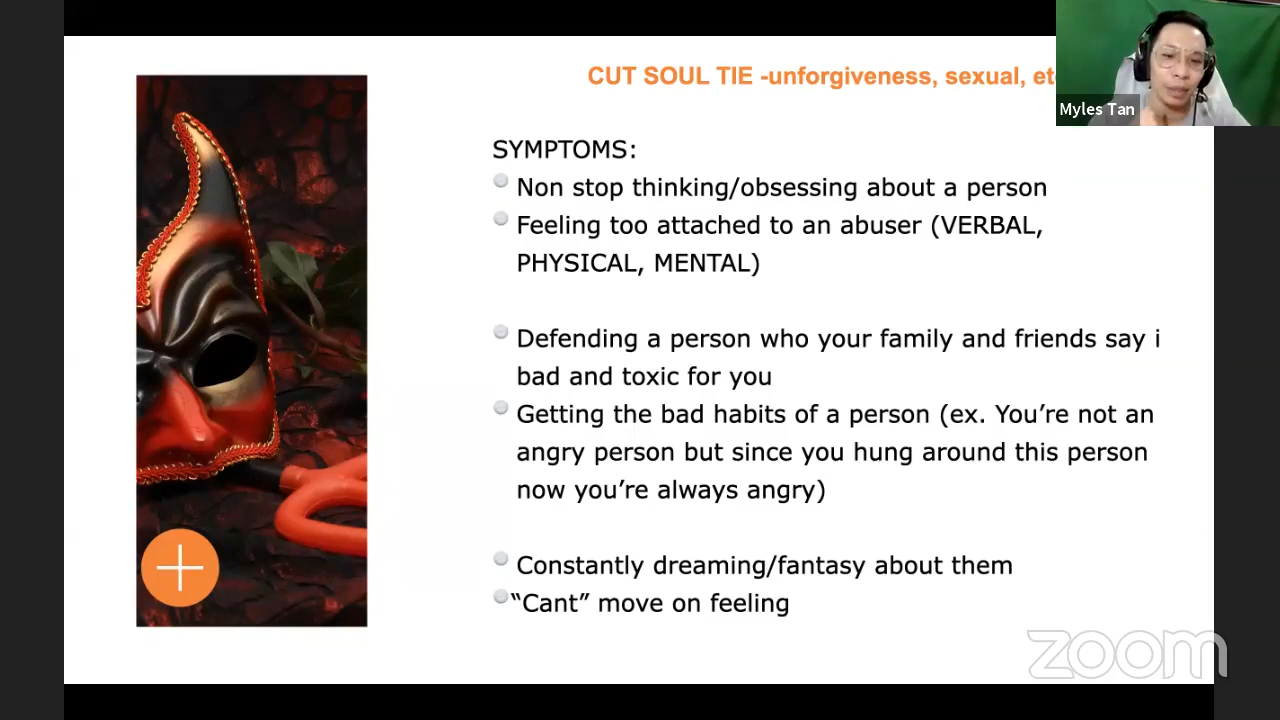 CUT SOUL TIE -unforgiveness, sexual,
Myles Tan
SYMPTOMS:
Non stop thinking/obsessing about a person
Feeling too attached to an abuser (VERBAL,
PHYSICAL, MENTAL)
Defending a person who your family and friends say i
bad and toxic for you
Getting the bad habits of a person (ex. You’re not an
angry person but since you hung around this person
now you’re always angry)
Constantly dreaming/fantasy about them
“Cant” move on feeling
zoom